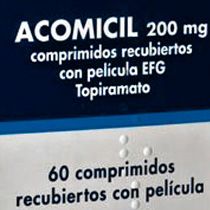 ACOMICIL 200 mg
comprimidos recubiertos
con película EFG
Topiramato
60 comprimidos
recubiertos con película